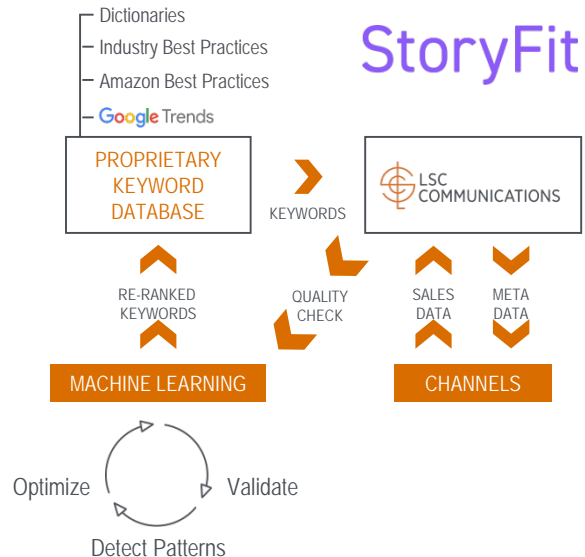 Dictionaries
Industry Best Practices
Amazon Best Practices
Google Trends
StoryFit
PROPRIETARY
KEYWORD
DATABASE
KEYWORDS
LSC
COMMUNICATIONS
RE-RANKED
KEYWORDS
QUALITY
CHECK
SALES
DATA
META
DATA
MACHINE LEARNING
CHANNELS
Optimize
Validate
Detect Patterns